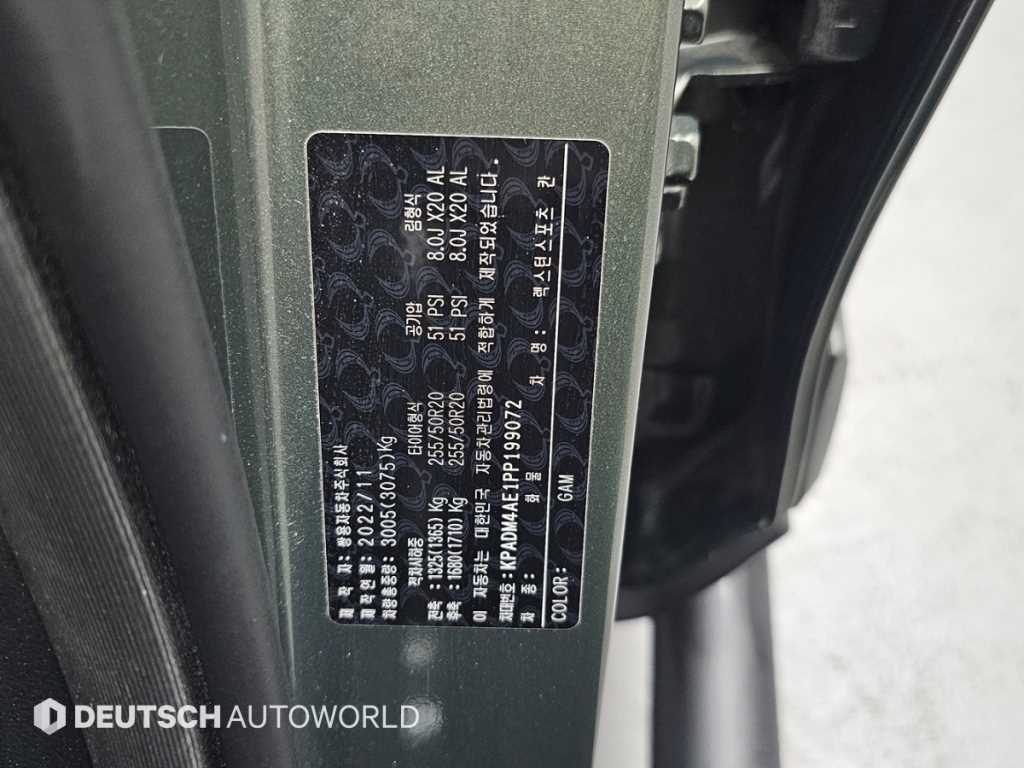 제 작 자 : 쌍용자동차주식회사
제작연월 : 2022/11
차량총중량 : 3005(3075)Kg
적차시하중 타이어형식 공기압 림형식
전축 : 1325(1365)Kg 255/50R20 51 PSI 8.0J X20 AL
후축 : 1680(1710)Kg 255/50R20 51 PSI 8.0J X20 AL
이 자동차는 대한민국 자동차관리법령에 적합하게 제작되었습니다.
차대번호 : KPADM4AE1PP199072
차 종 : 화 물 차 명 : 렉스턴스포츠 칸
COLOR: GAM
DEUTSCH AUTOWORLD